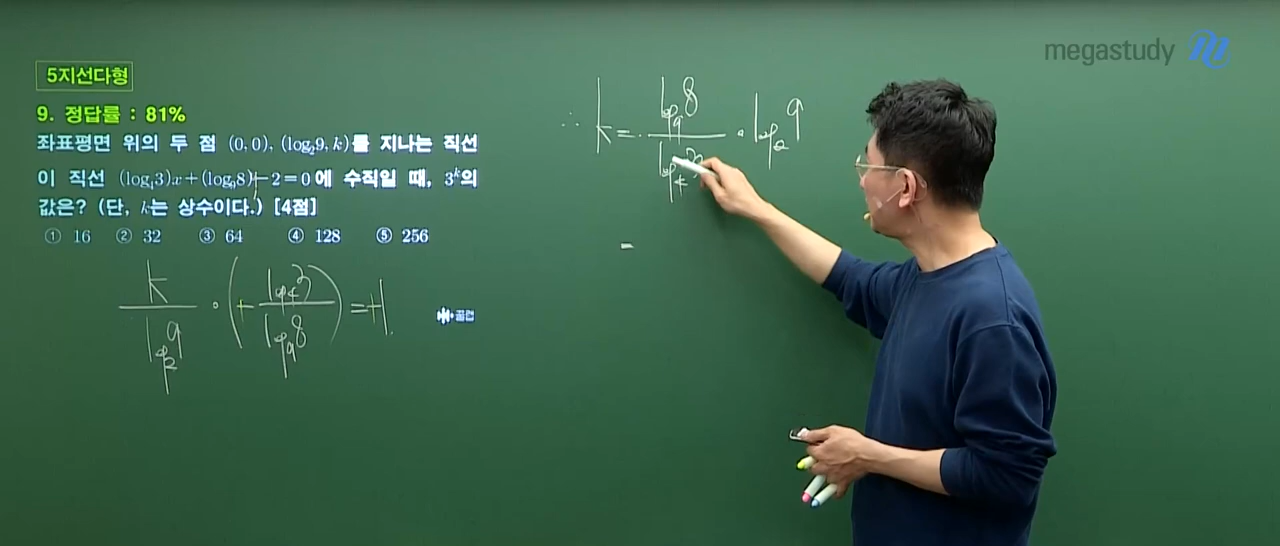 megastudy
5지선다형
9. 정답률 : 81%
좌표평면 위의 두 점 (0, 0), (log₂9, k)를 지나는 직선
이 직선 (log₄3)x+(log₉8)y−2=0에 수직일 때, 3ᵏ의
값은? (단, k는 상수이다.) [4점]
① 16 ② 32 ③ 64 ④ 128 ⑤ 256
k/log₂9 · (+ log₄3/log₉8) = +1.
∴ k = log₉8/log₄3 · log₂9
=
꿀랩